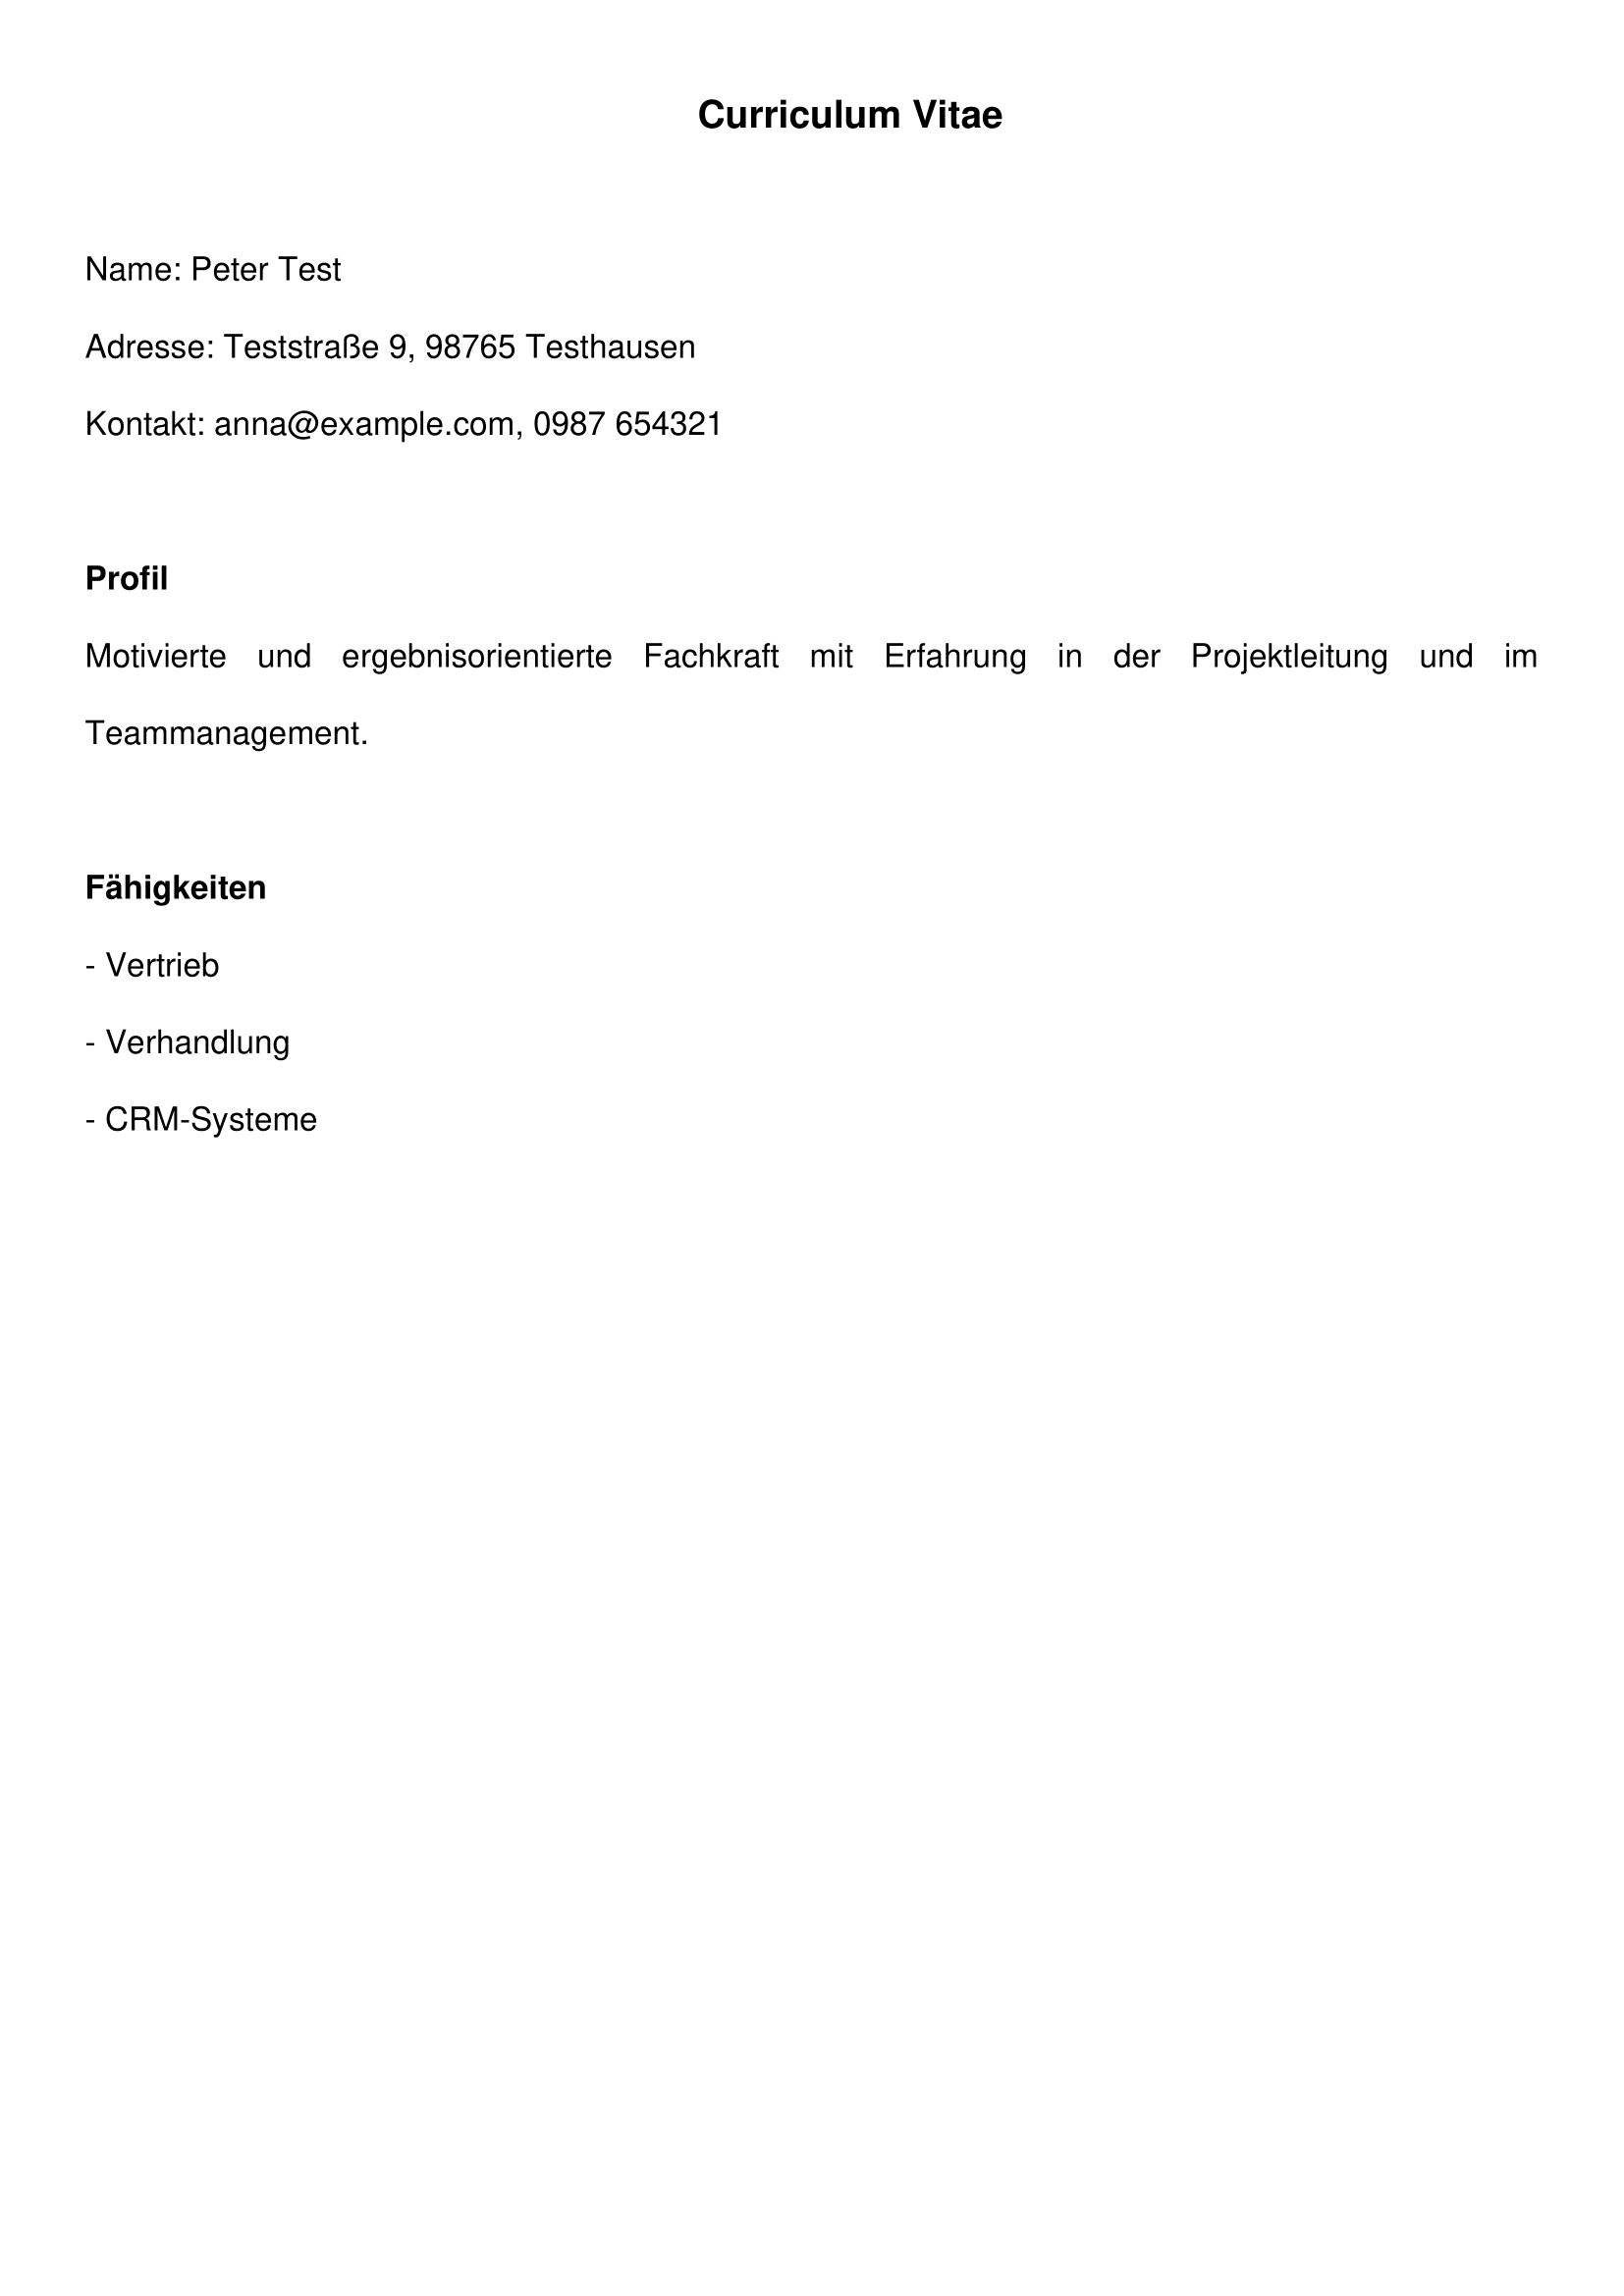 Curriculum Vitae
Name: Peter Test
Adresse: Teststraße 9, 98765 Testhausen
Kontakt: anna@example.com, 0987 654321
Profil
Motivierte und ergebnisorientierte Fachkraft mit Erfahrung in der Projektleitung und im
Teammanagement.
Fähigkeiten
- Vertrieb
- Verhandlung
- CRM-Systeme